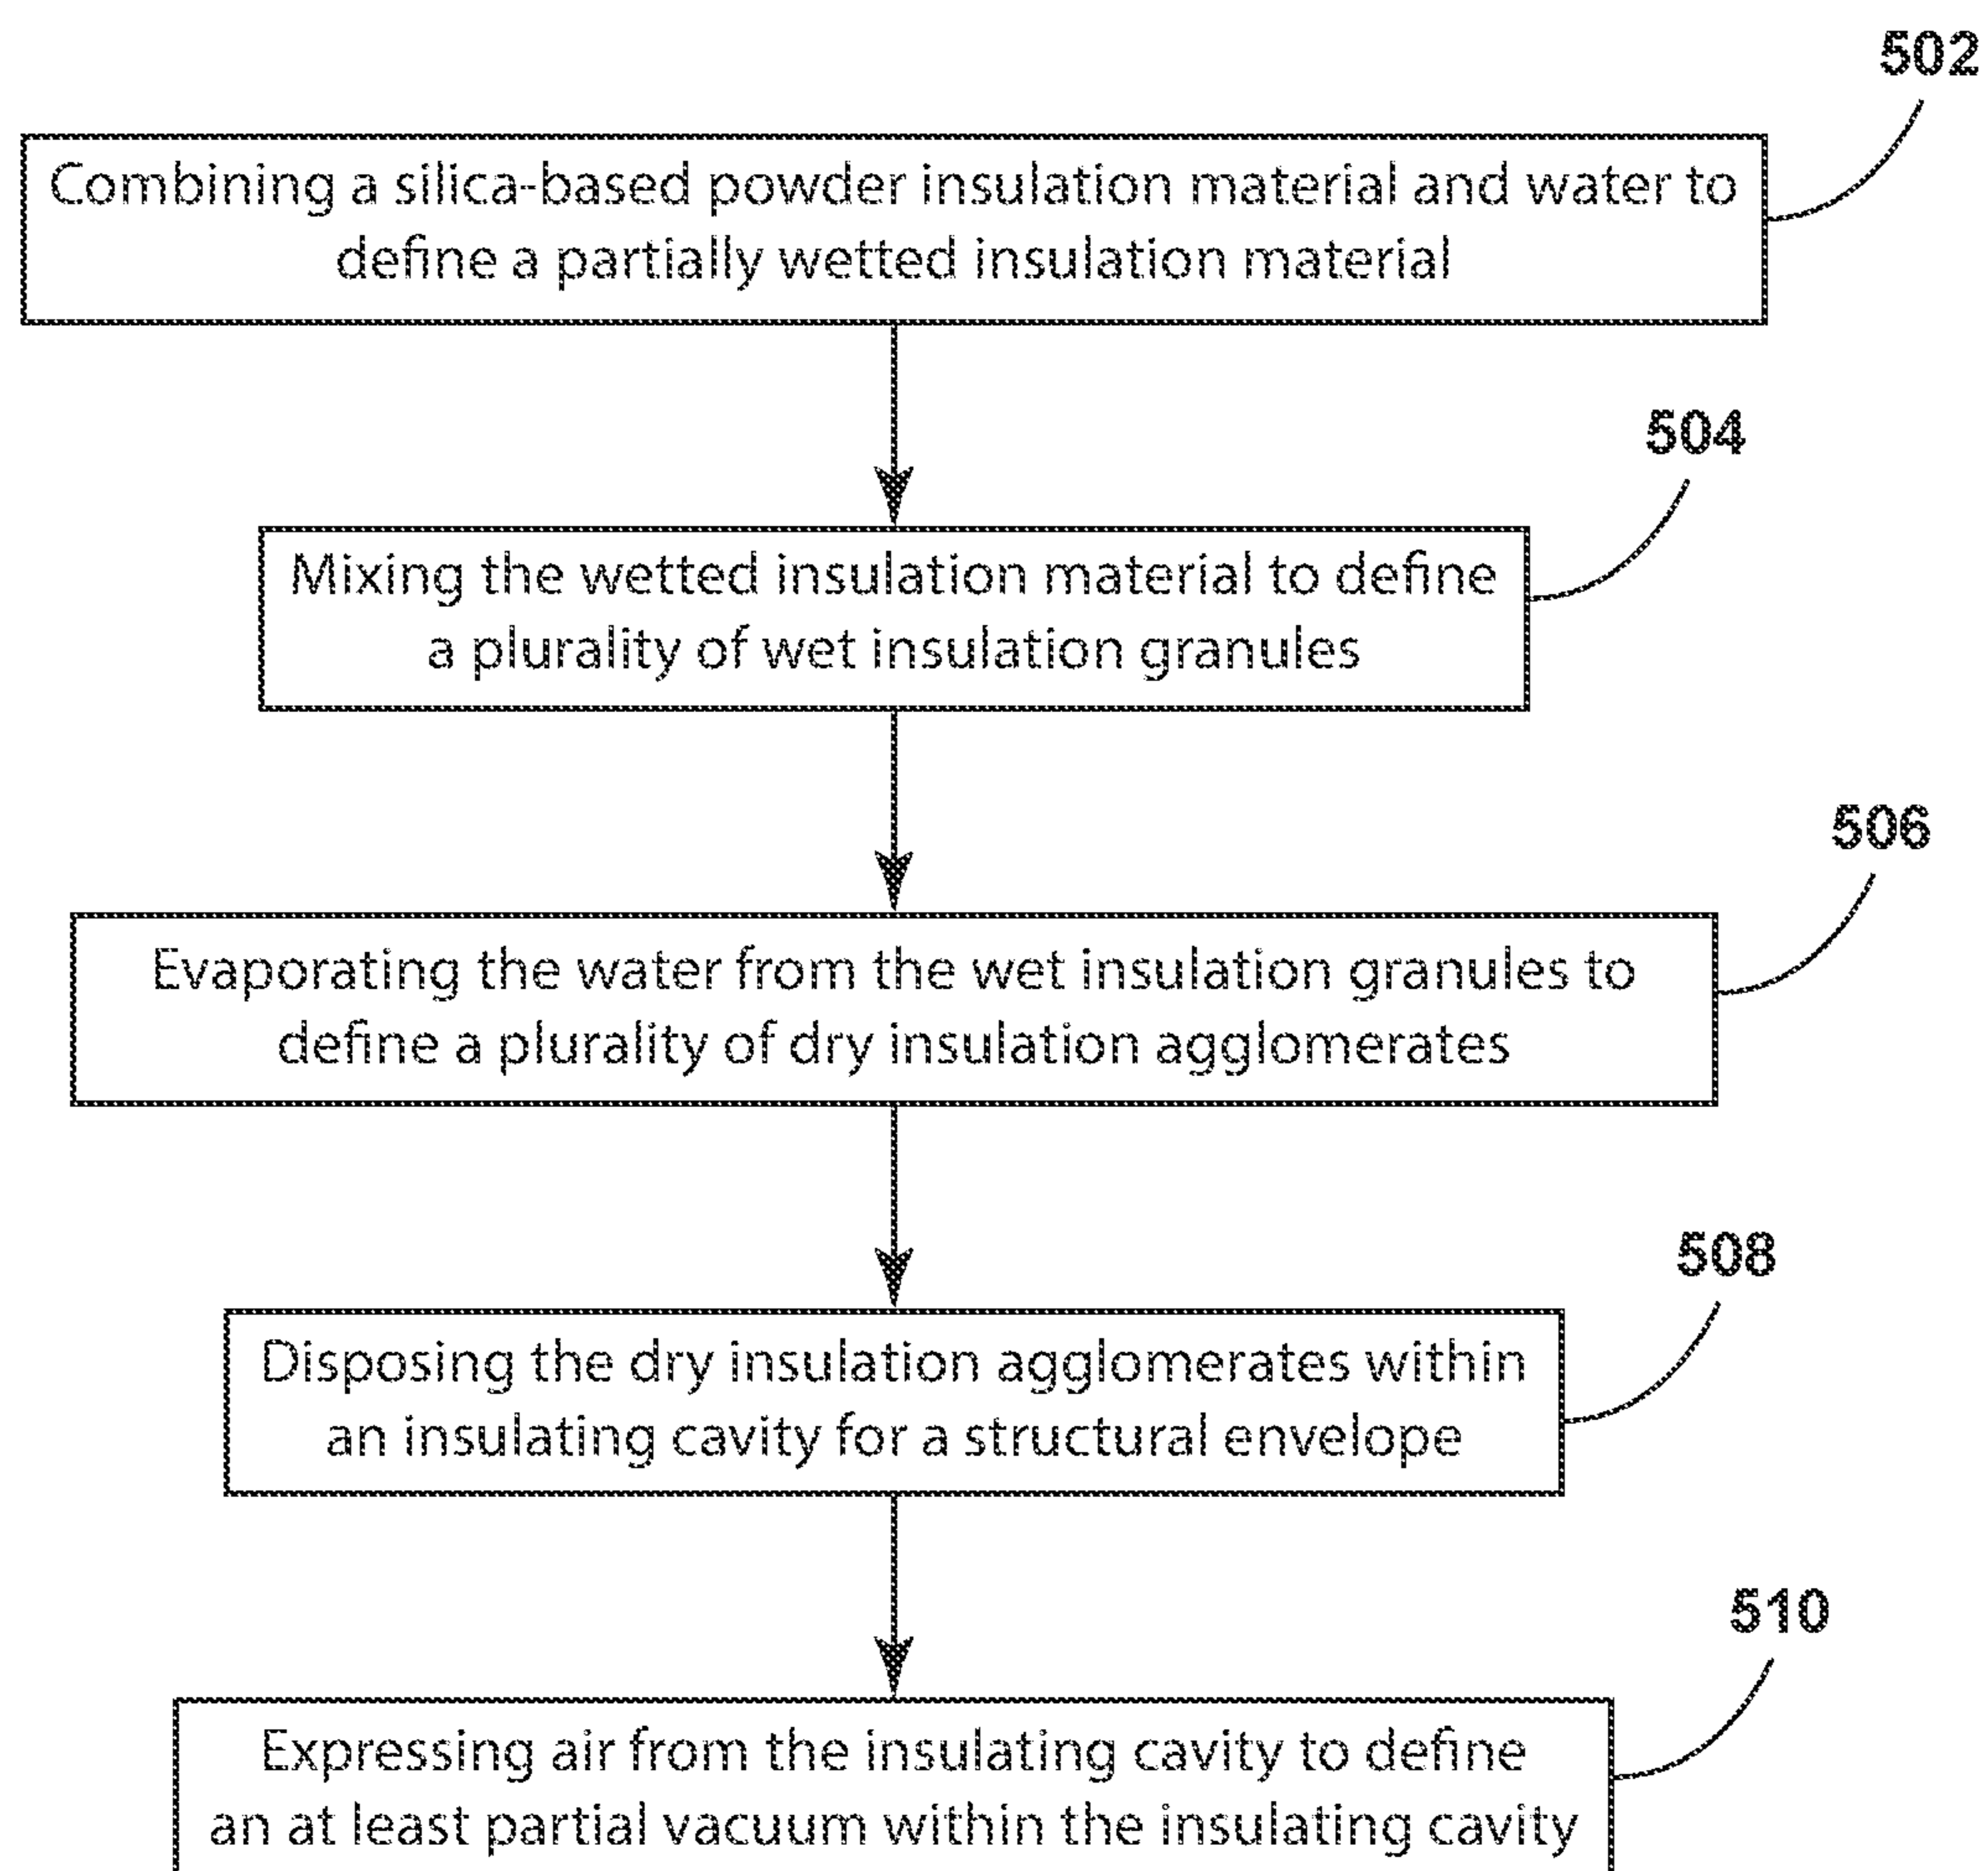 502
Combining a silica-based powder insulation material and water to
define a partially wetted insulation material
504
Mixing the wetted insulation material to define
a plurality of wet insulation granules
506
Evaporating the water from the wet insulation granules to
define a plurality of dry insulation agglomerates
508
Disposing the dry insulation agglomerates within
an insulating cavity for a structural envelope
510
Expressing air from the insulating cavity to define
an at least partial vacuum within the insulating cavity